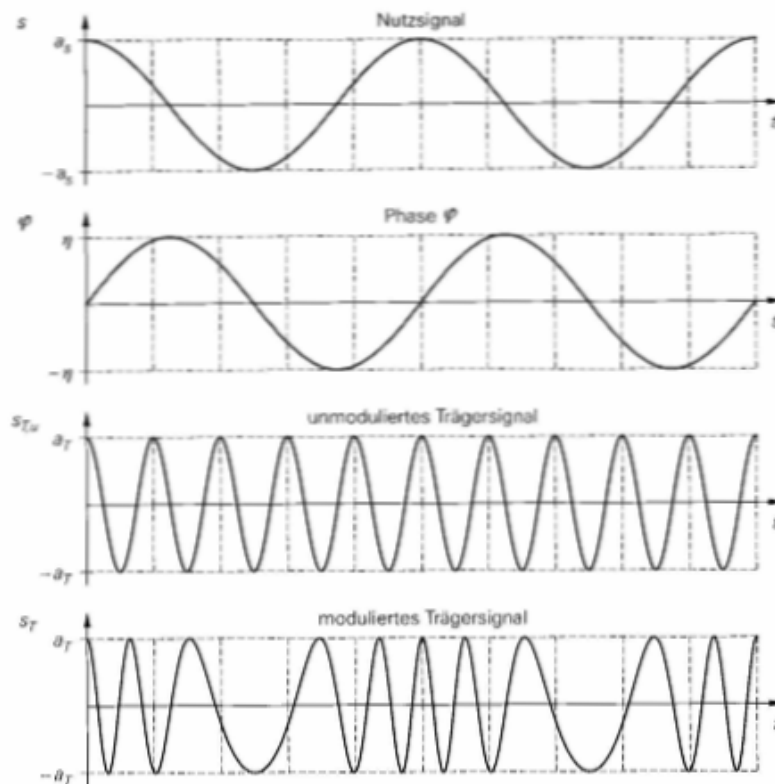 Nutzsignal
s
a_s
-a_s
t
Phase φ
φ
η
-η
t
unmoduliertes Trägersignal
s_T,u
a_T
-a_T
t
moduliertes Trägersignal
s_T
a_T
-a_T
t